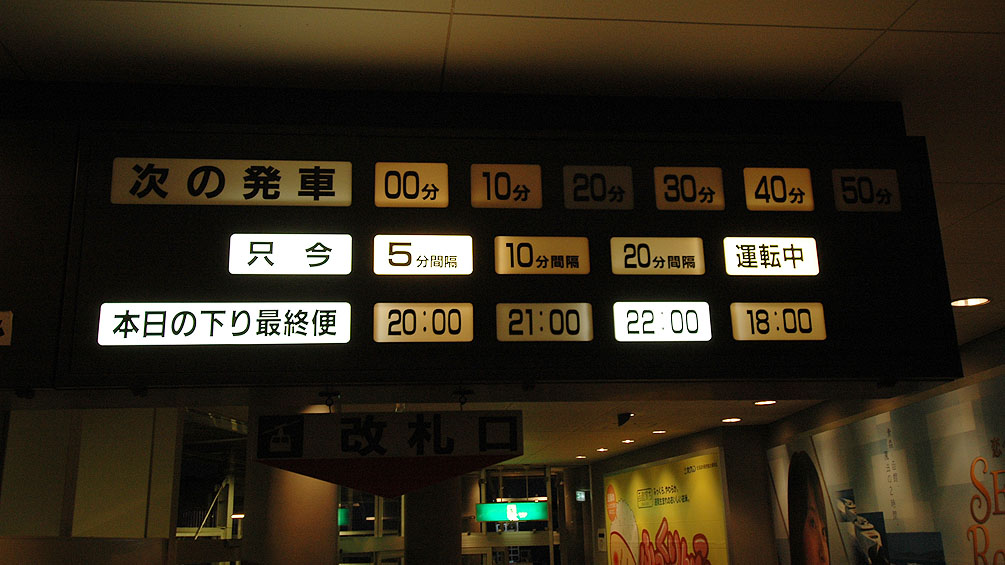 次の発車 00分 10分 20分 30分 40分 50分
只今 5分間隔 10分間隔 20分間隔 運転中
本日の下り最終便 20:00 21:00 22:00 18:00
改札口